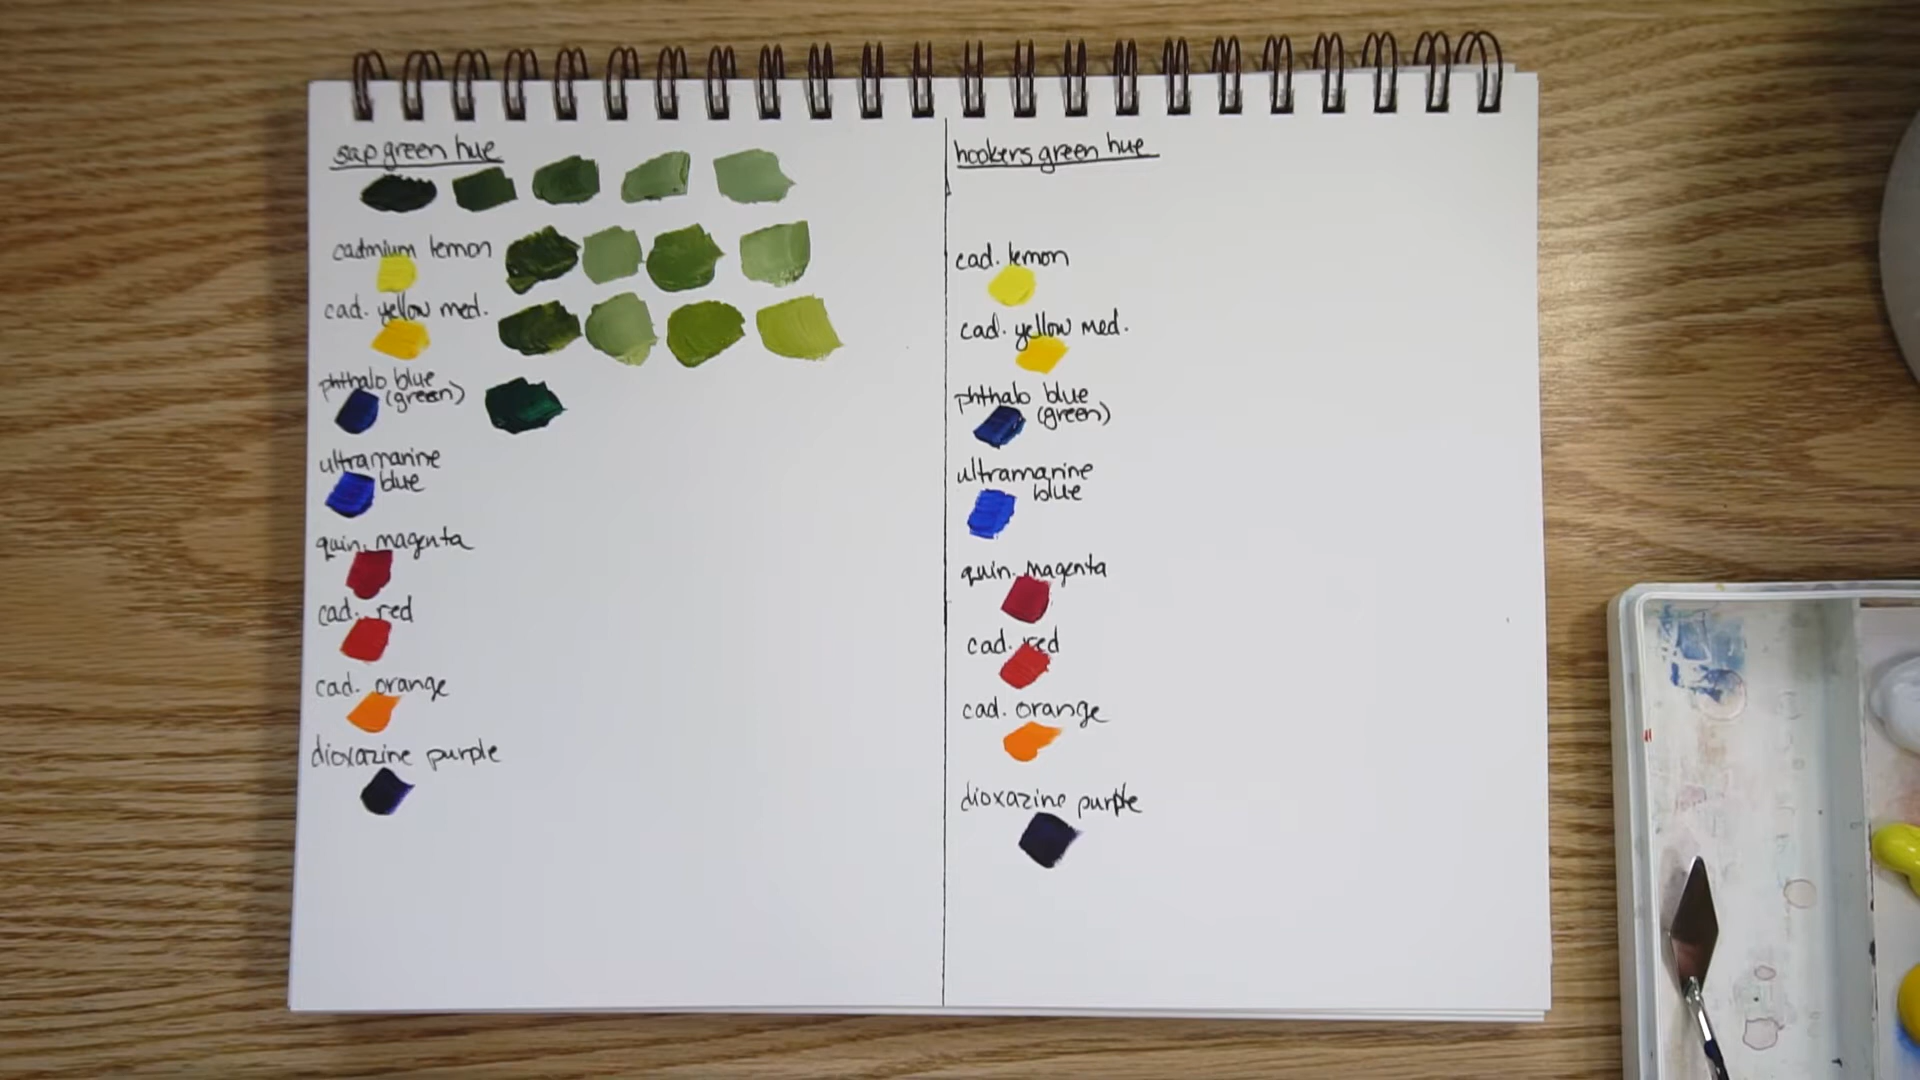 sap green hue
cadmium lemon
cad. yellow med.
phthalo blue
(green)
ultramarine
blue
quin. magenta
cad. red
cad. orange
dioxazine purple
hookers green hue
cad. lemon
cad. yellow med.
phthalo blue
(green)
ultramarine
blue
quin. magenta
cad. red
cad. orange
dioxazine purple